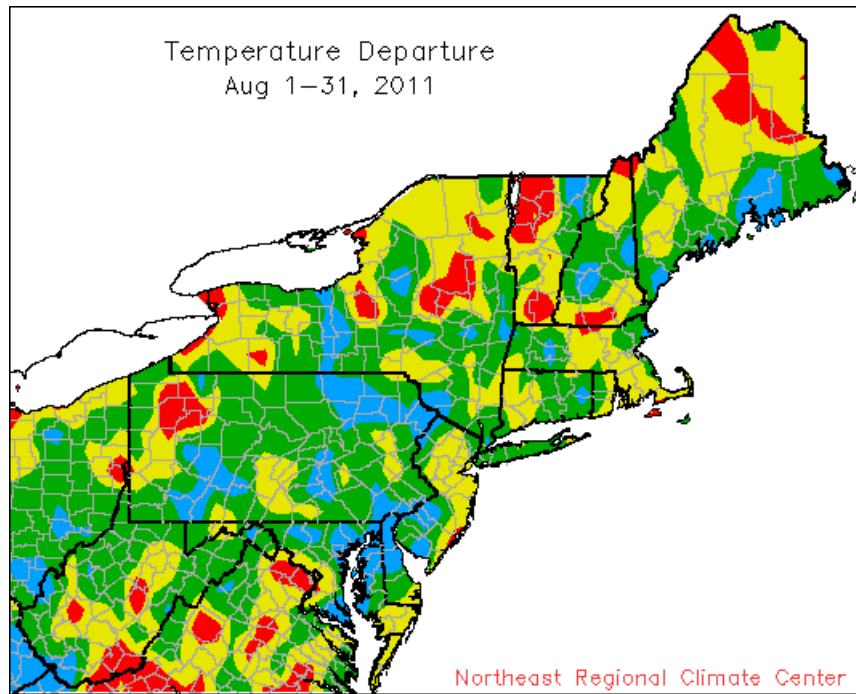 Temperature Departure
Aug 1-31, 2011
Northeast Regional Climate Center